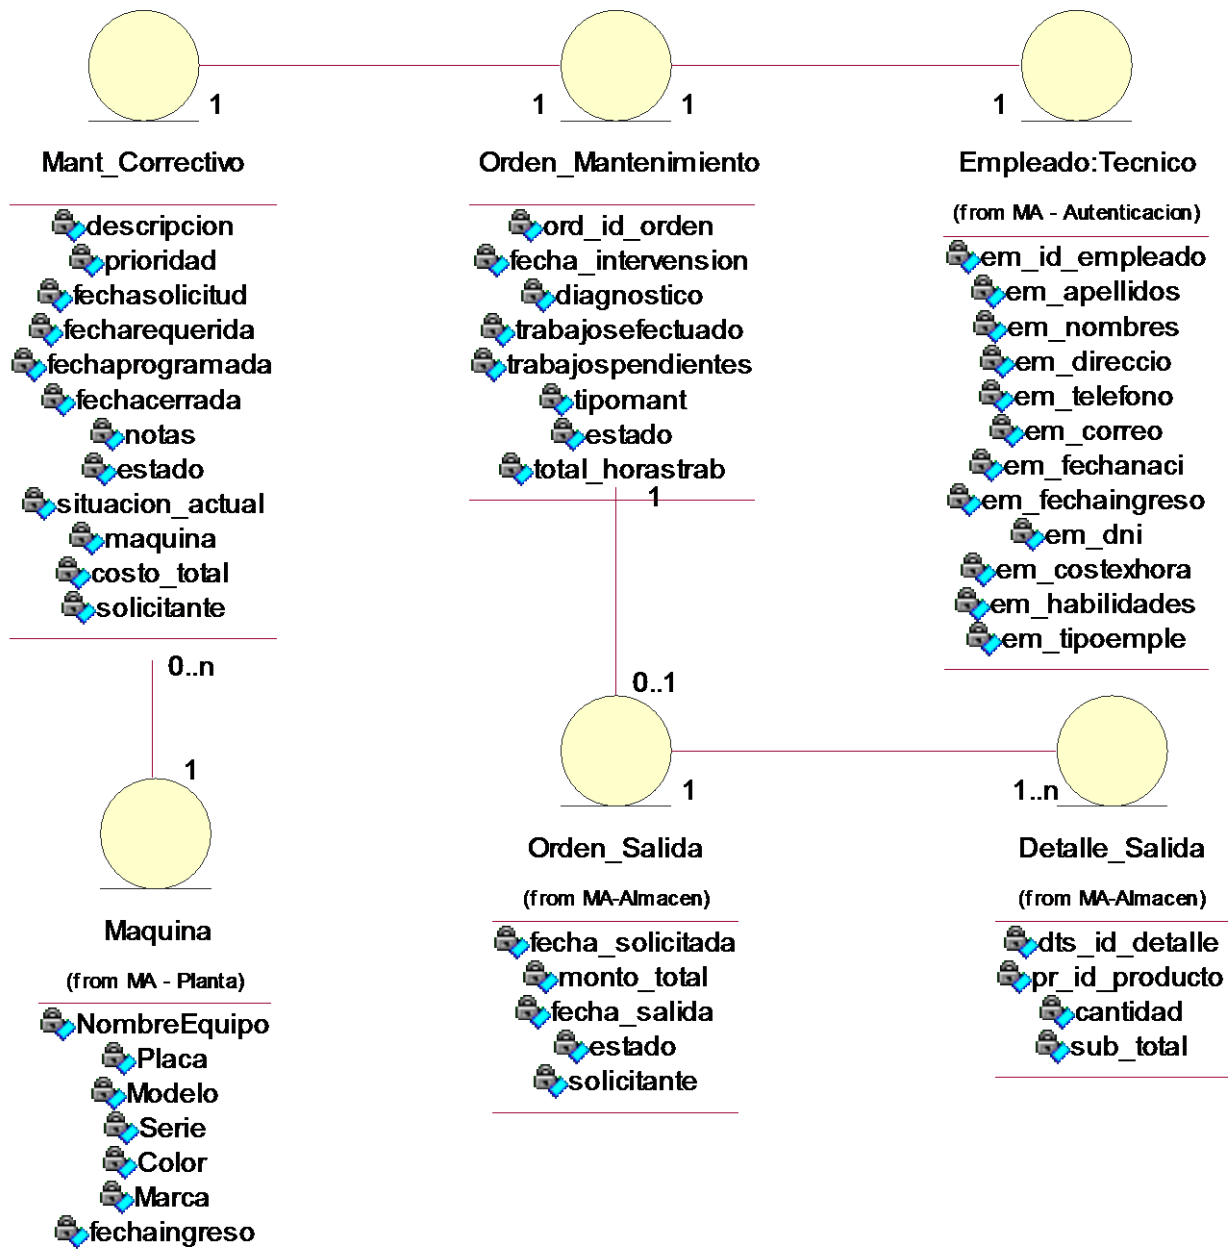 1
1
1
1
Mant_Correctivo
descripcion
prioridad
fechasolicitud
fecharequerida
fechaprogramada
fechacerrada
notas
estado
situacion_actual
maquina
costo_total
solicitante
0..n
1
Orden_Mantenimiento
ord_id_orden
fecha_intervension
diagnostico
trabajosefectuado
trabajospendientes
tipomant
estado
total_horastrab
1
0..1
Empleado:Tecnico
(from MA - Autenticacion)
em_id_empleado
em_apellidos
em_nombres
em_direccio
em_telefono
em_correo
em_fechanaci
em_fechaingreso
em_dni
em_costexhora
em_habilidades
em_tipoemple
1
1..n
Maquina
(from MA - Planta)
NombreEquipo
Placa
Modelo
Serie
Color
Marca
fechaingreso
Orden_Salida
(from MA-Almacen)
fecha_solicitada
monto_total
fecha_salida
estado
solicitante
Detalle_Salida
(from MA-Almacen)
dts_id_detalle
pr_id_producto
cantidad
sub_total